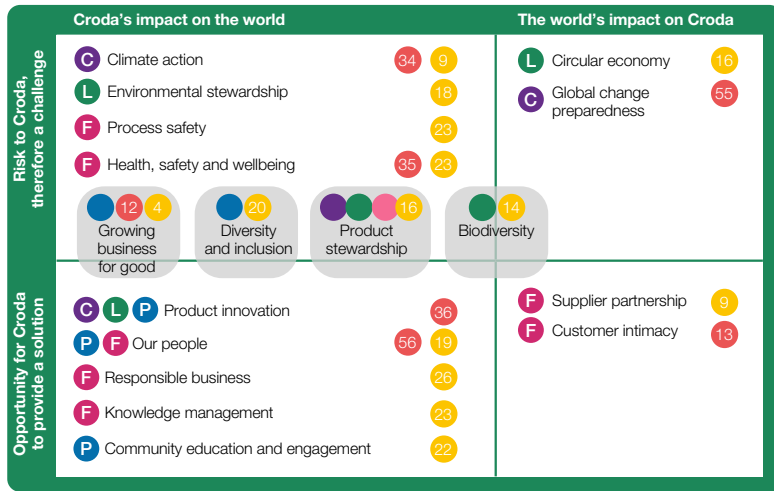 Croda's impact on the world
The world's impact on Croda
Risk to Croda,
therefore a challenge
C Climate action 34 9
L Environmental stewardship 18
F Process safety 23
F Health, safety and wellbeing 35 23
L Circular economy 16
C Global change
preparedness 55
12 4
Growing
business
for good
20
Diversity
and inclusion
16
Product
stewardship
14
Biodiversity
Opportunity for Croda
to provide a solution
C L P Product innovation 36
P F Our people 56 19
F Responsible business 26
F Knowledge management 23
P Community education and engagement 22
F Supplier partnership 9
F Customer intimacy 13